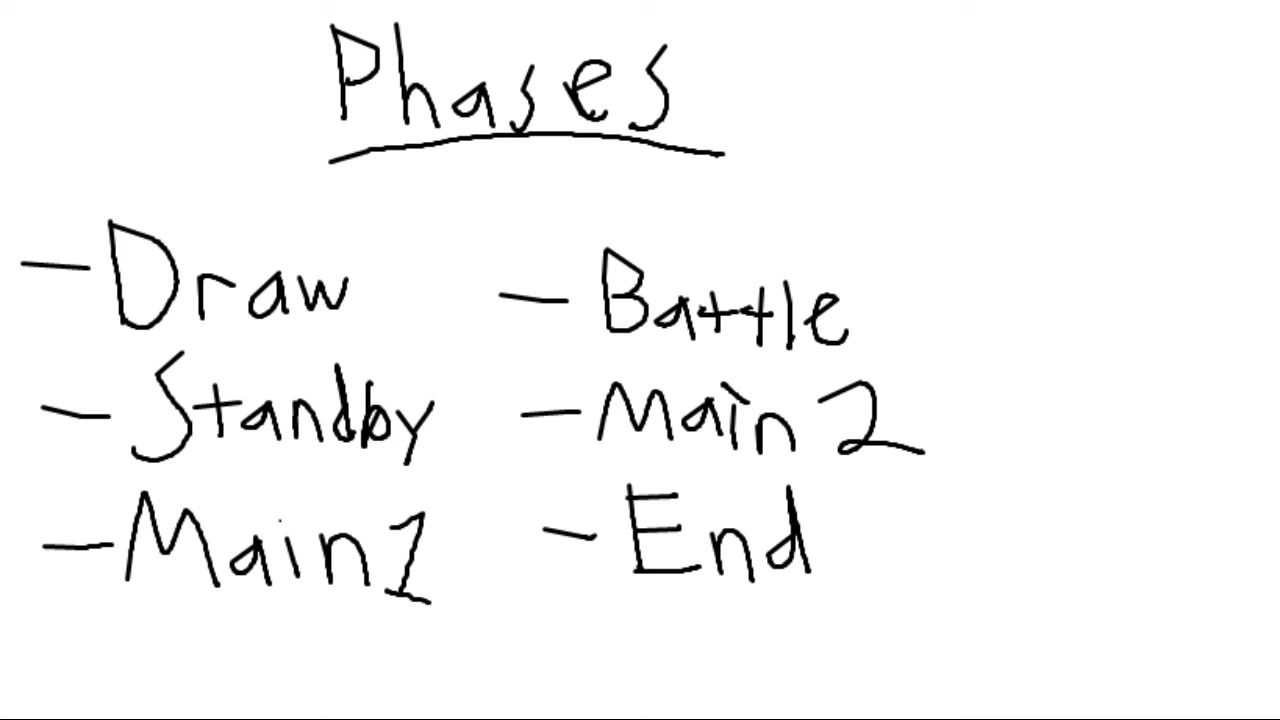 Phases
- Draw
- Standby
- Main 1
- Battle
- Main 2
- End